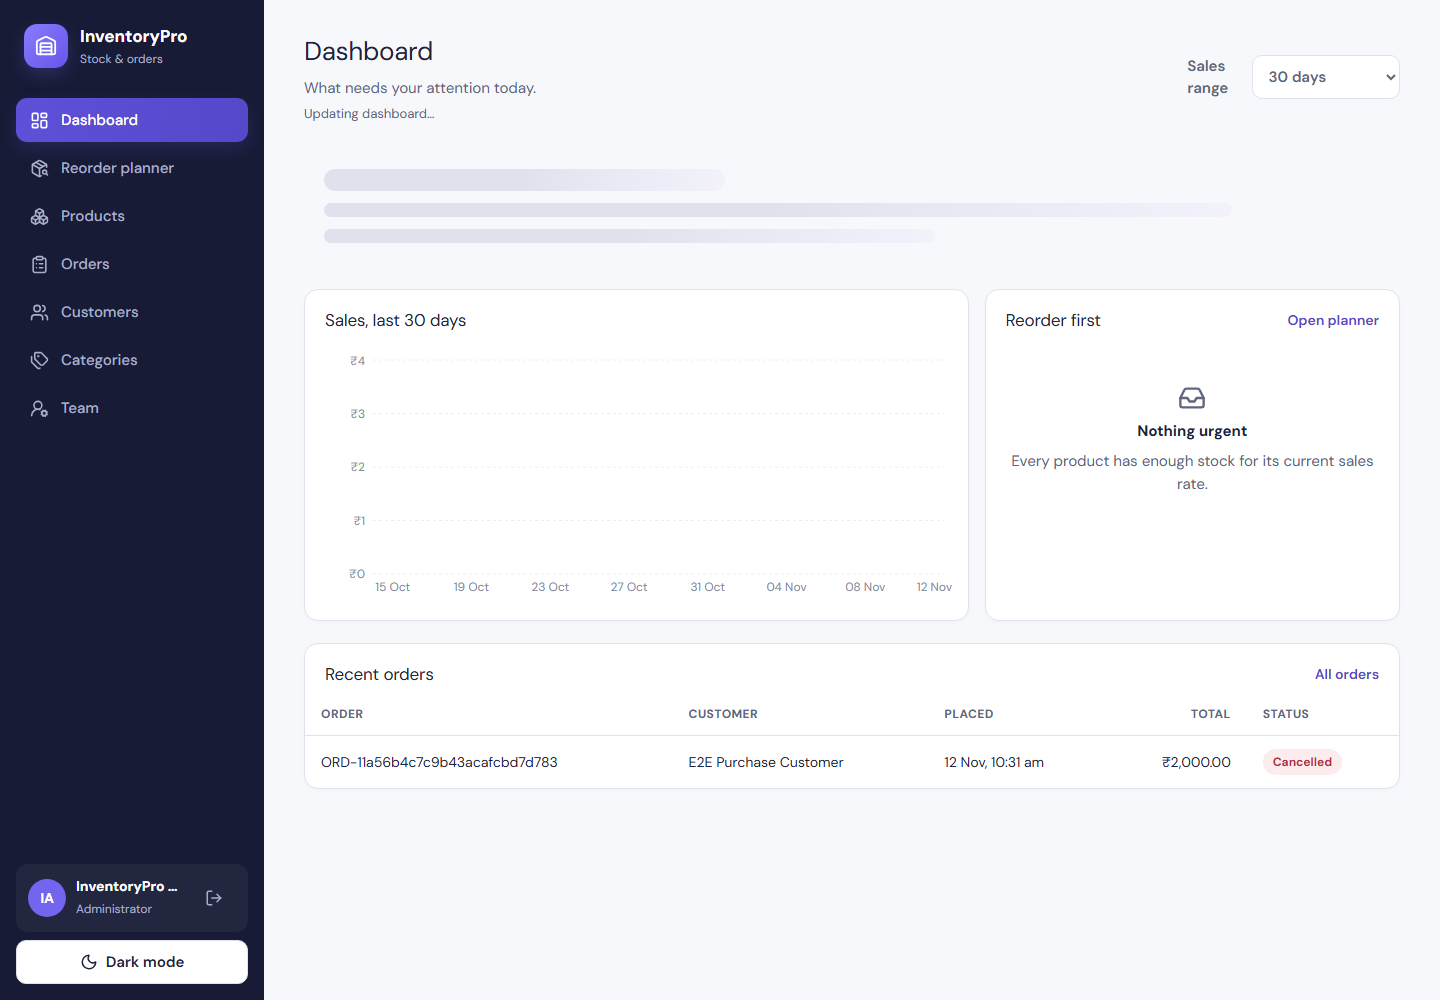 InventoryPro
Stock & orders
Dashboard
Reorder planner
Products
Orders
Customers
Categories
Team
InventoryPro ...
IA
Administrator
Dark mode
Dashboard
What needs your attention today.
Updating dashboard...
Sales
range
30 days
Sales, last 30 days
₹4
₹3
₹2
₹1
₹0
15 Oct 19 Oct 23 Oct 27 Oct 31 Oct 04 Nov 08 Nov 12 Nov
Reorder first Open planner
Nothing urgent
Every product has enough stock for its current sales
rate.
Recent orders All orders
ORDER CUSTOMER PLACED TOTAL STATUS
ORD-11a56b4c7c9b43acafcbd7d783 E2E Purchase Customer 12 Nov, 10:31 am ₹2,000.00 Cancelled